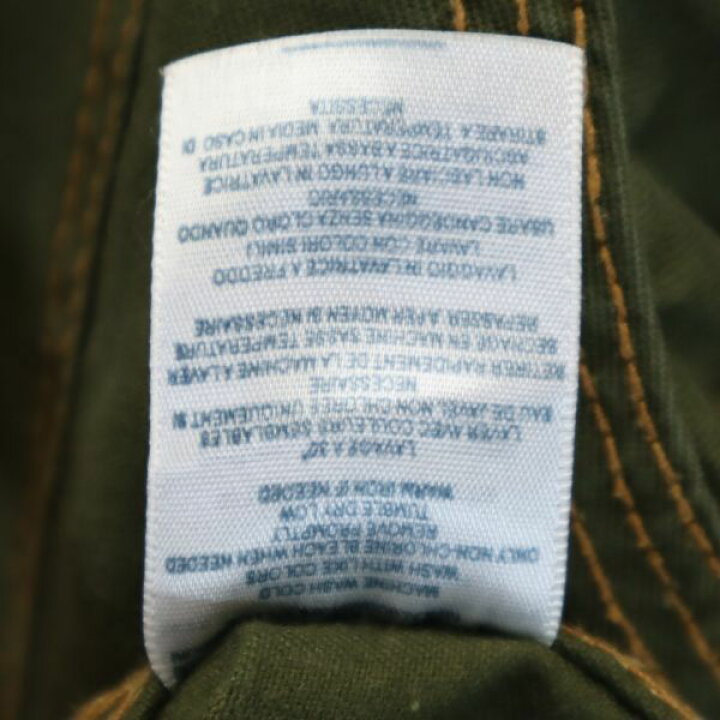 MACHINE WASH COLD
WASH WITH LIKE COLORS
ONLY NON-CHLORINE BLEACH WHEN NEEDED
REMOVE PROMPTLY
TUMBLE DRY LOW
WARM IRON IF NEEDED
LAVAGE A 30°
LAVER AVEC COULEURS SEMBLABLES
EAU DE JAVEL NON CHLOREE UNIQUEMENT SI
NECESSAIRE
RETIRER RAPIDEMENT DE LA MACHINE A LAVER
SECHAGE EN MACHINE SASSE TEMPERATURE
REPASSER A PER MOYEN SI NECESSAIRE
LAVAGGIO IN LAVATRICE A FREDDO
LAVARE CON COLORI SIMILI
USARE CANDEGGINA SENZA CLORO QUANDO
NECESSARIO
NON LASCIARE A LUNGO IN LAVATRICE
ASCIUGATRICE A BASSA TEMPERATURA
STIRARE A TEMPERATURA MEDIA IN CASO DI
NECESSITA